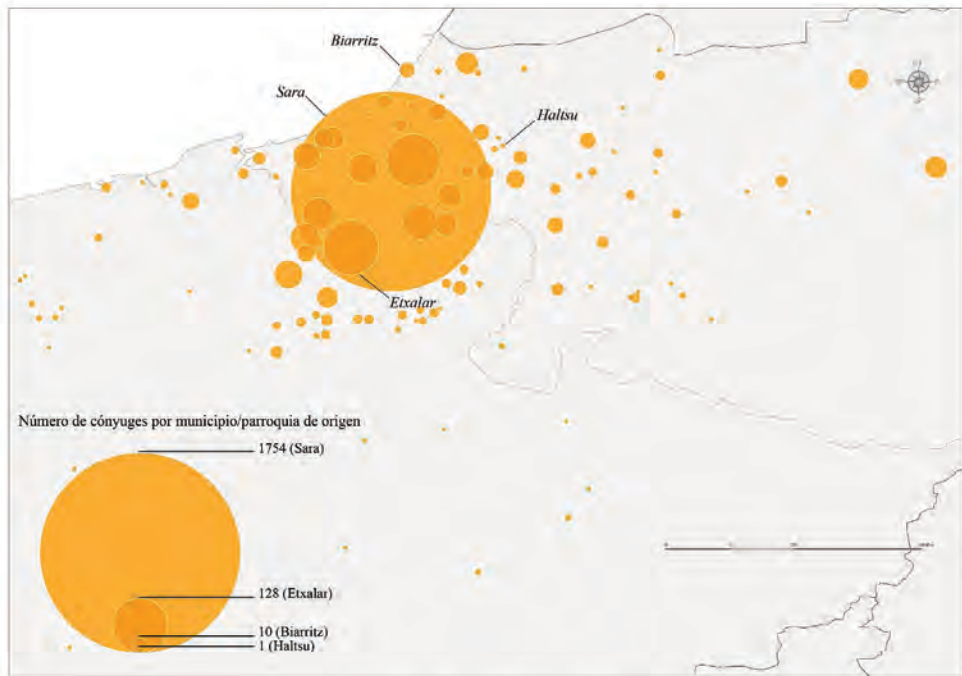 Biarritz
Sara
Haltsu
Etxalar
Número de cónyuges por municipio/parroquia de origen
1754 (Sara)
128 (Etxalar)
10 (Biarritz)
1 (Haltsu)